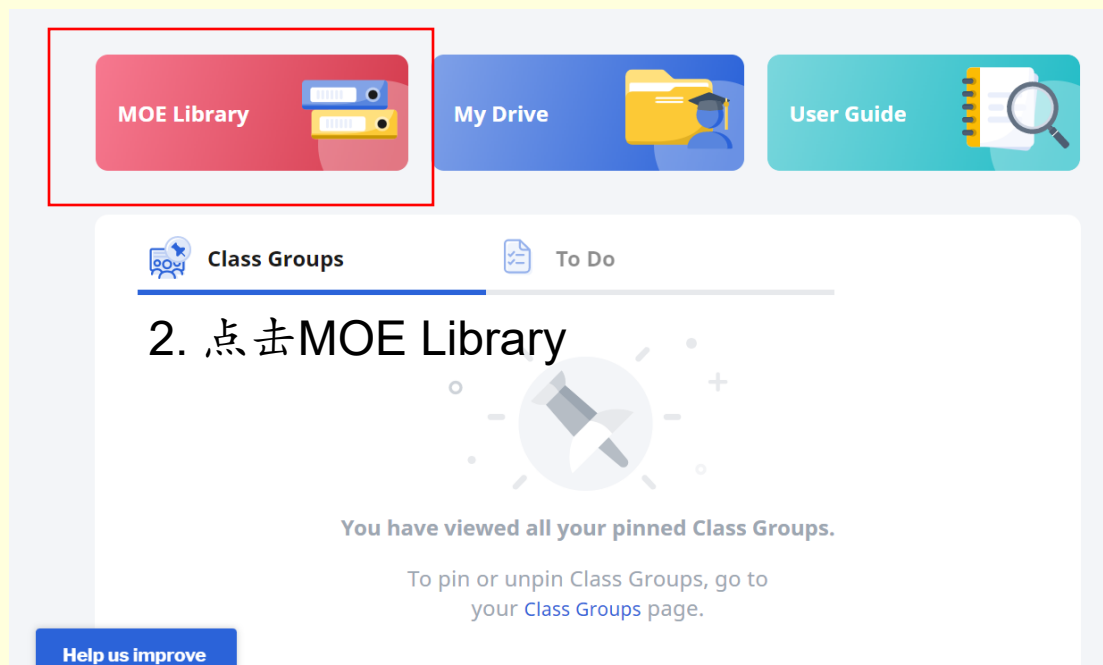 MOE Library
My Drive
User Guide
Class Groups
To Do
2. 点击MOE Library
You have viewed all your pinned Class Groups.
To pin or unpin Class Groups, go to
your Class Groups page.
Help us improve